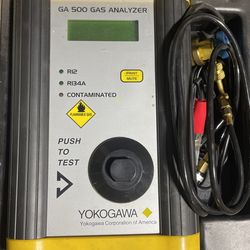 GA 500 GAS ANALYZER
PRINT/
MUTE
R12
R134A
CONTAMINATED
FLAMMABLE GAS
PUSH
TO
TEST
YOKOGAWA
Yokogawa Corporation of America